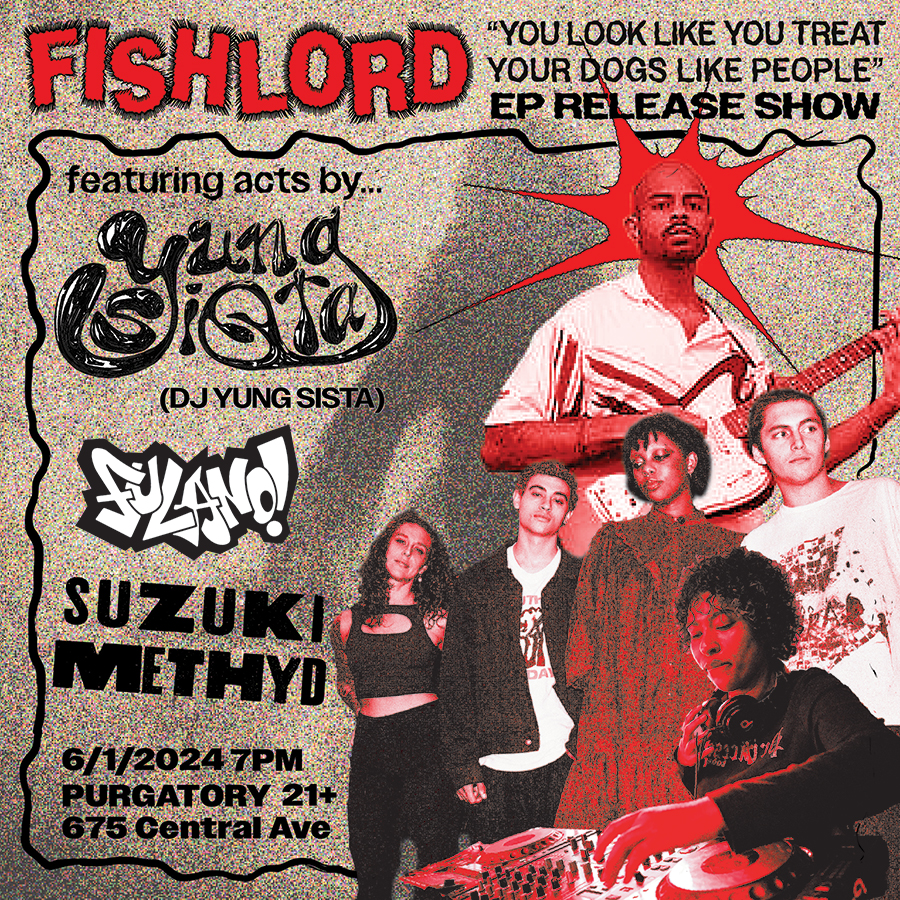 FISHLORD
“YOU LOOK LIKE YOU TREAT
YOUR DOGS LIKE PEOPLE”
EP RELEASE SHOW
featuring acts by...
yung
sista
(DJ YUNG SISTA)
FULANO!
SUZUKI
METHYD
6/1/2024 7PM
PURGATORY 21+
675 Central Ave